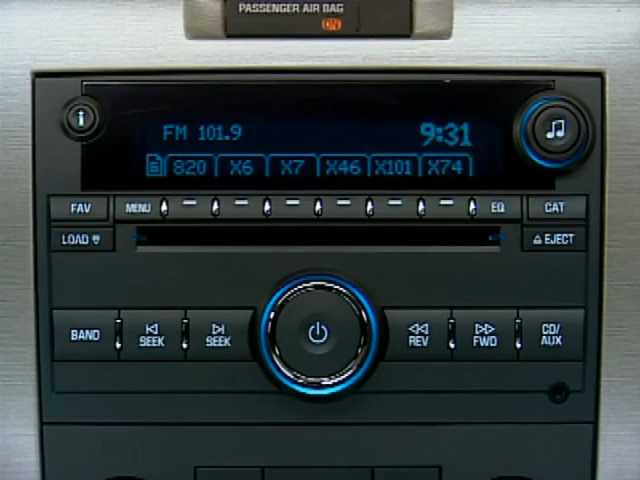 PASSENGER AIR BAG
ON
FM 101.9 9:31
820 X6 X7 X46 X101 X74
FAV MENU EQ CAT
LOAD EJECT
BAND SEEK SEEK REV FWD CD/AUX